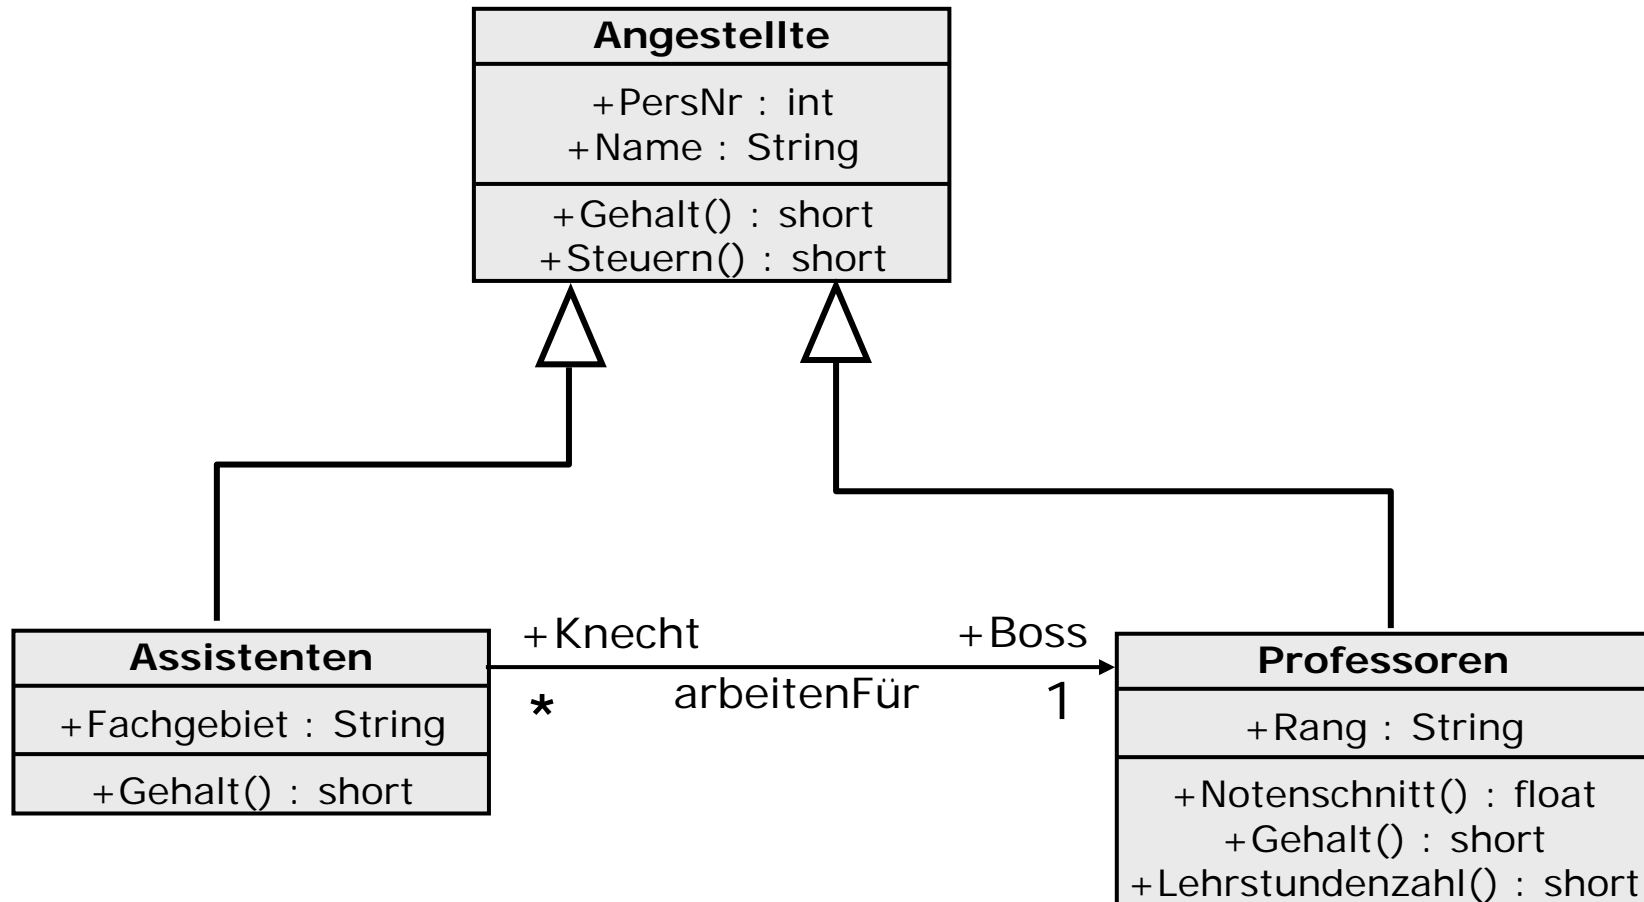 Angestellte
+PersNr : int
+Name : String
+Gehalt() : short
+Steuern() : short
Assistenten
+Fachgebiet : String
+Gehalt() : short
+Knecht
+Boss
*
arbeitenFür
1
Professoren
+Rang : String
+Notenschnitt() : float
+Gehalt() : short
+Lehrstundenzahl() : short